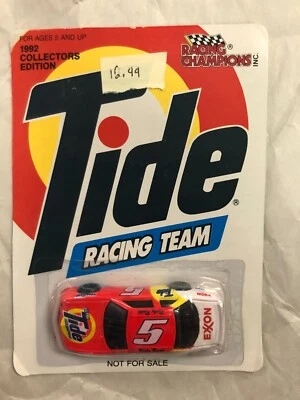 FOR AGES 8 AND UP
1992
COLLECTORS
EDITION
RACING
CHAMPIONS®
INC.
12.99
Tide®
RACING TEAM
Tide
5
EXXON
NOT FOR SALE